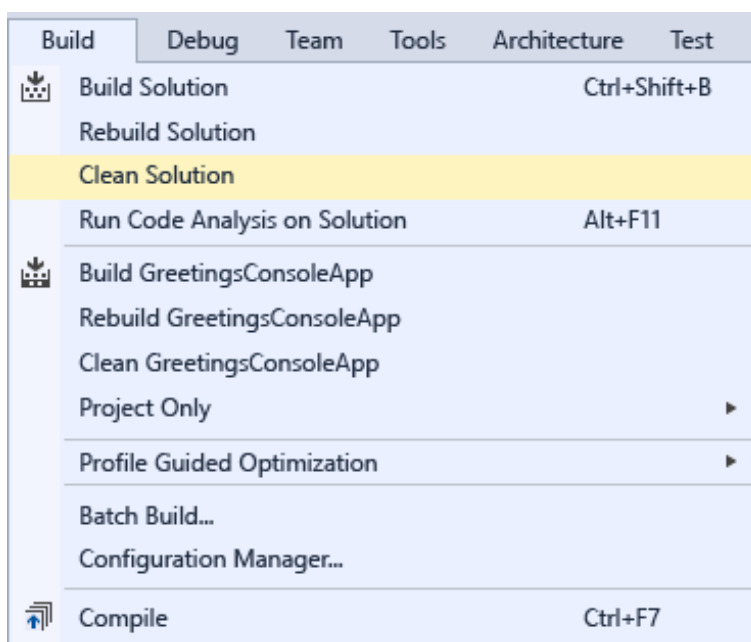 Build Debug Team Tools Architecture Test
Build Solution Ctrl+Shift+B
Rebuild Solution
Clean Solution
Run Code Analysis on Solution Alt+F11
Build GreetingsConsoleApp
Rebuild GreetingsConsoleApp
Clean GreetingsConsoleApp
Project Only
Profile Guided Optimization
Batch Build...
Configuration Manager...
Compile Ctrl+F7